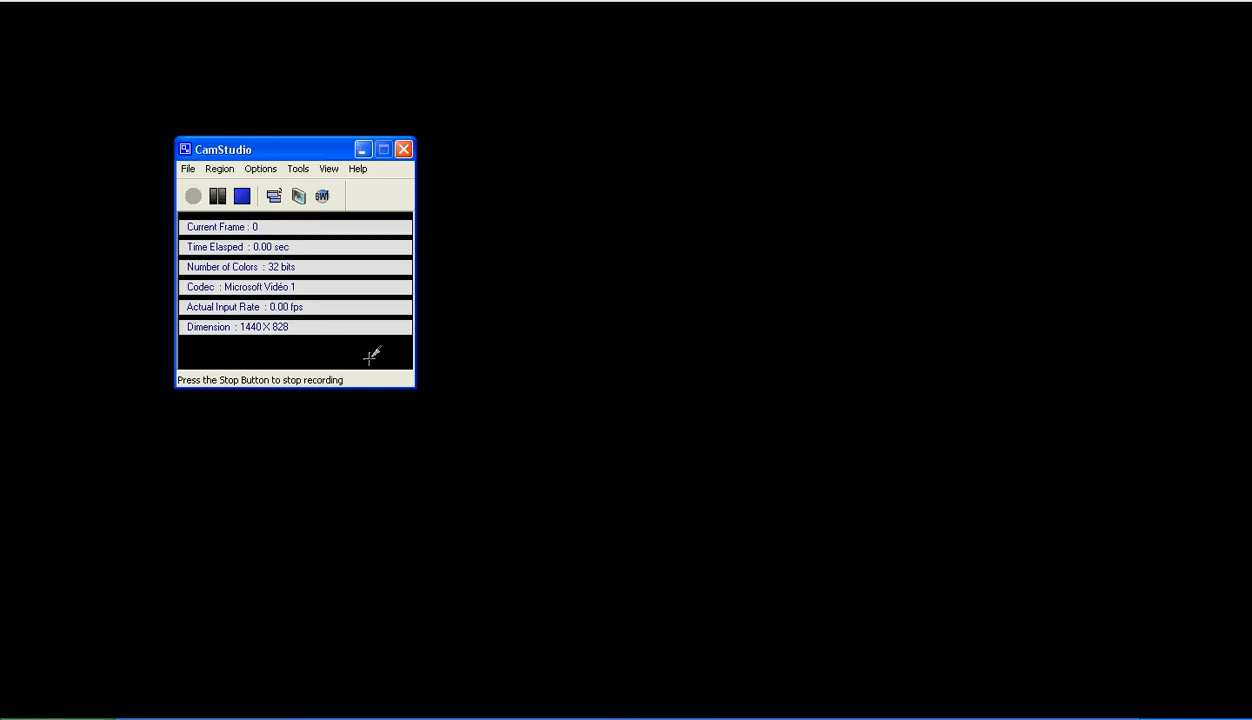 CamStudio
File Region Options Tools View Help
SWF
Current Frame : 0
Time Elasped : 0.00 sec
Number of Colors : 32 bits
Codec : Microsoft Vidéo 1
Actual Input Rate : 0.00 fps
Dimension : 1440 X 828
Press the Stop Button to stop recording